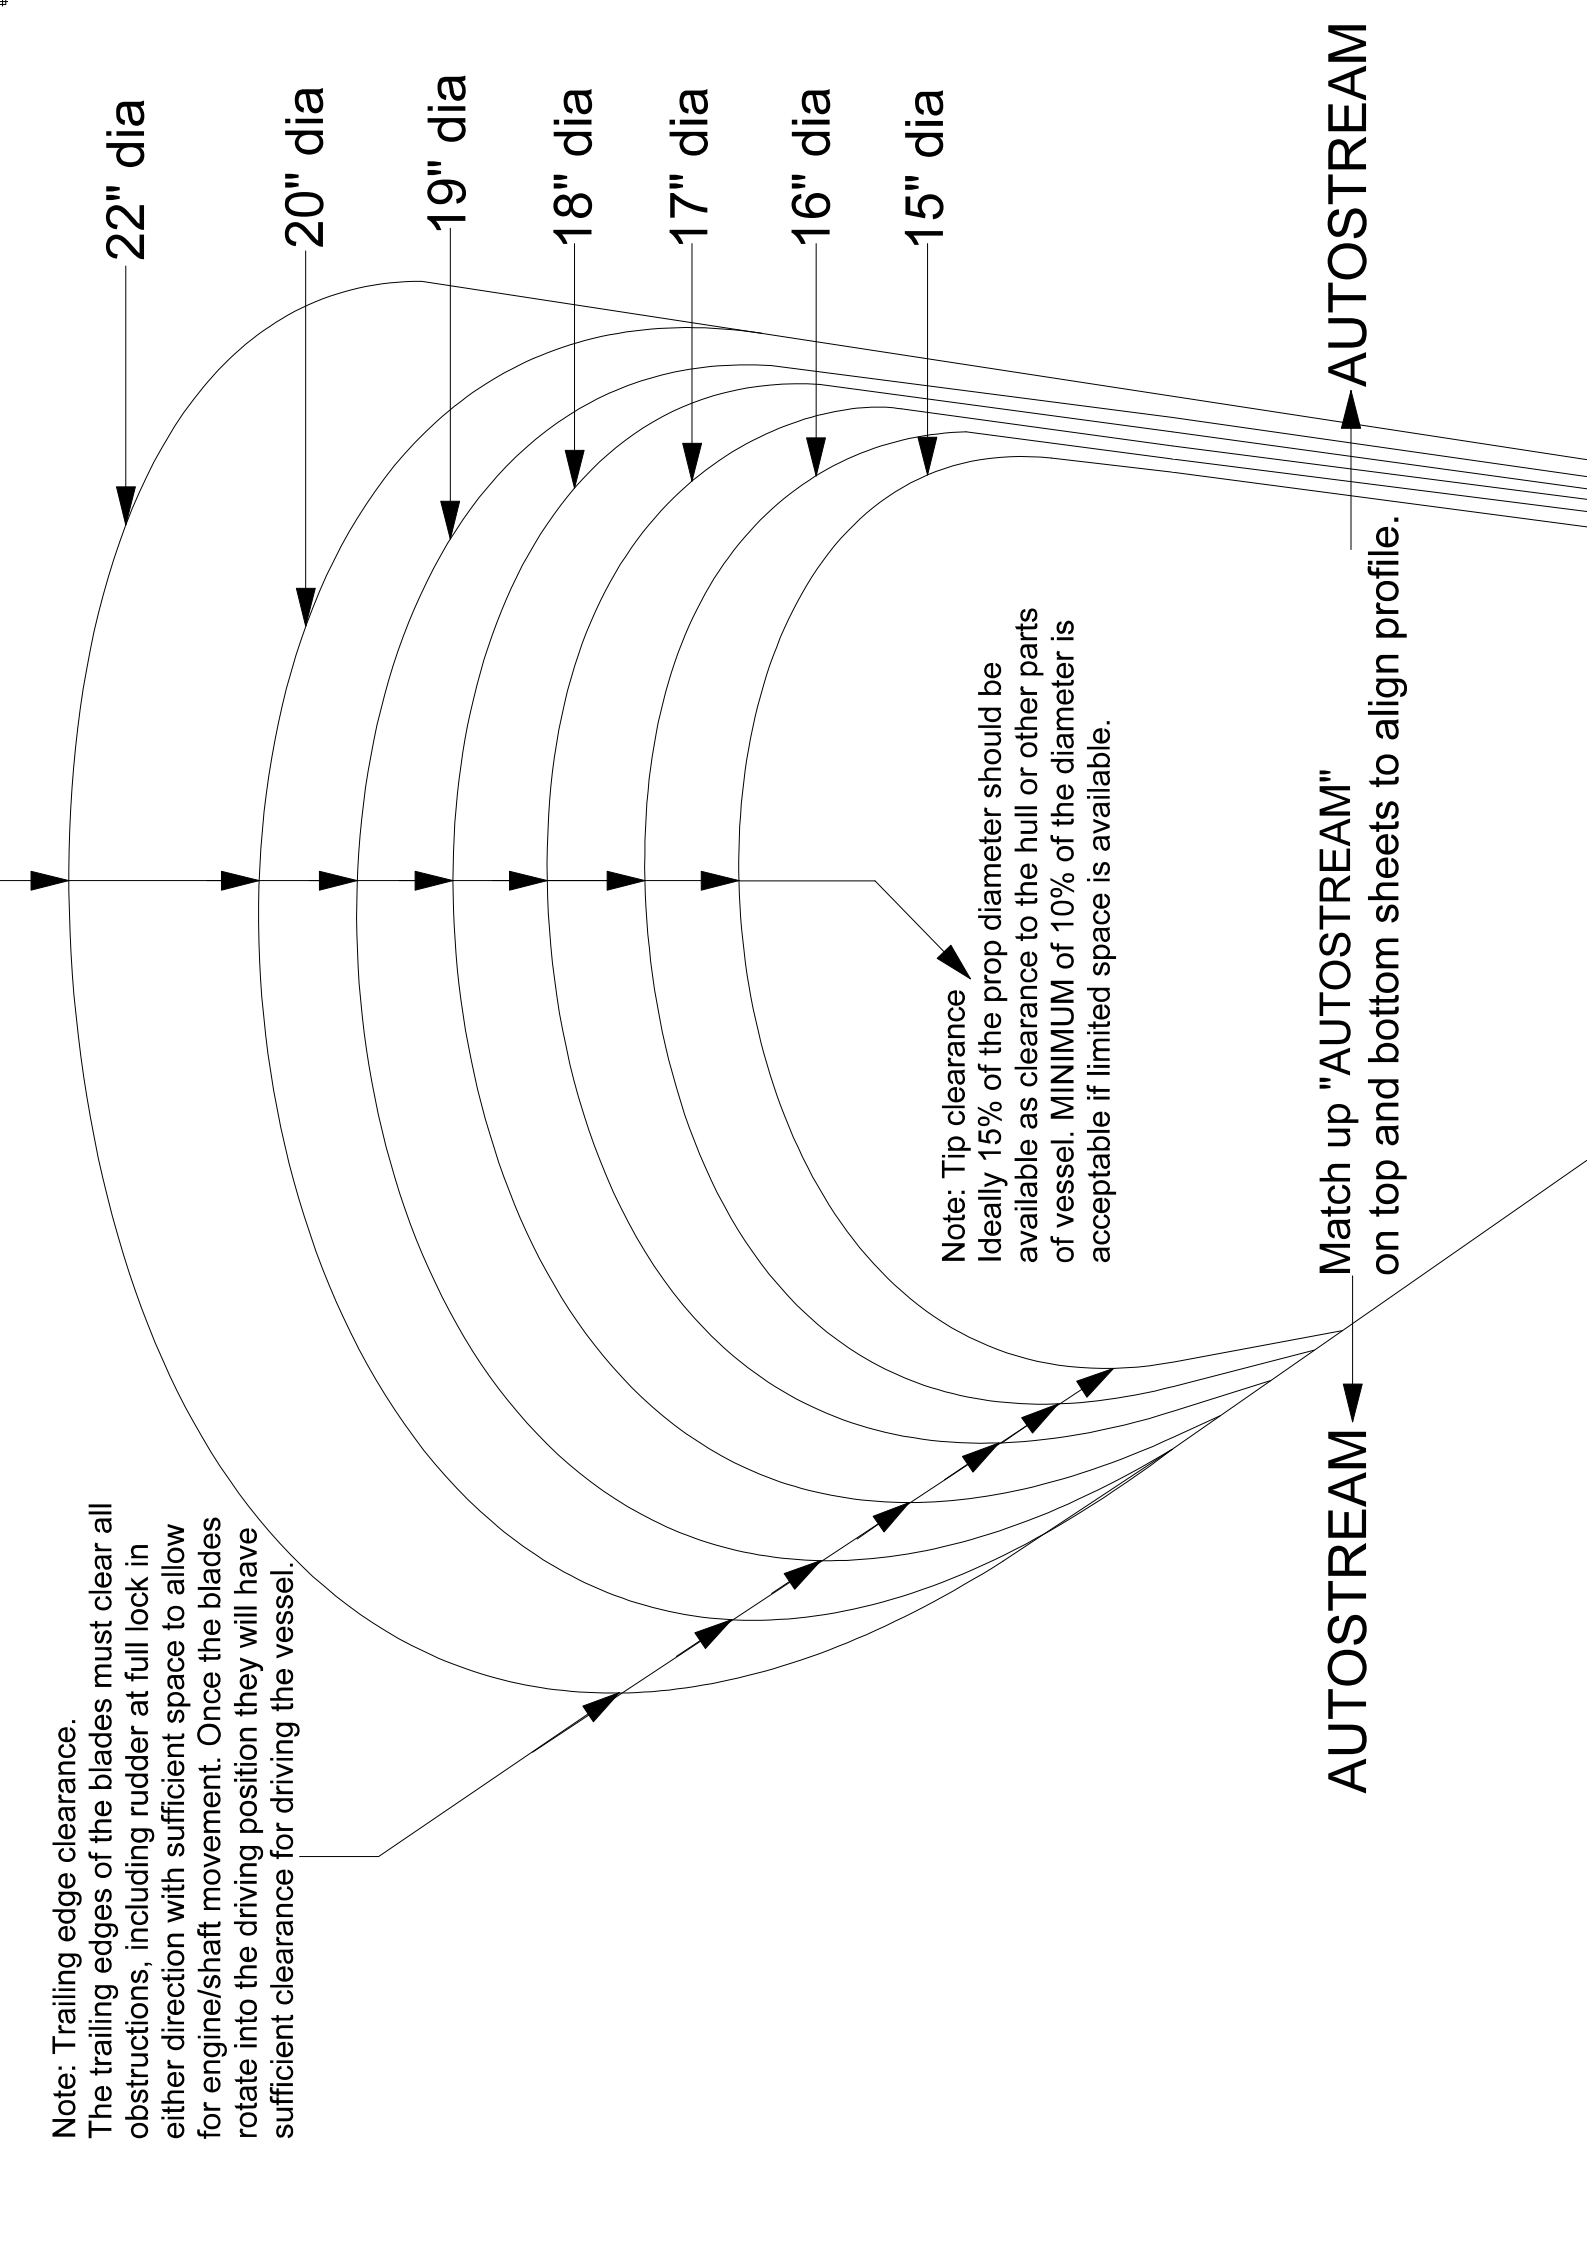 22" dia
20" dia
19" dia
18" dia
17" dia
16" dia
15" dia
Note: Trailing edge clearance.
The trailing edges of the blades must clear all
obstructions, including rudder at full lock in
either direction with sufficient space to allow
for engine/shaft movement. Once the blades
rotate into the driving position they will have
sufficient clearance for driving the vessel.
Note: Tip clearance
Ideally 15% of the prop diameter should be
available as clearance to the hull or other parts
of vessel. MINIMUM of 10% of the diameter is
acceptable if limited space is available.
AUTOSTREAM
Match up "AUTOSTREAM"
on top and bottom sheets to align profile.
AUTOSTREAM